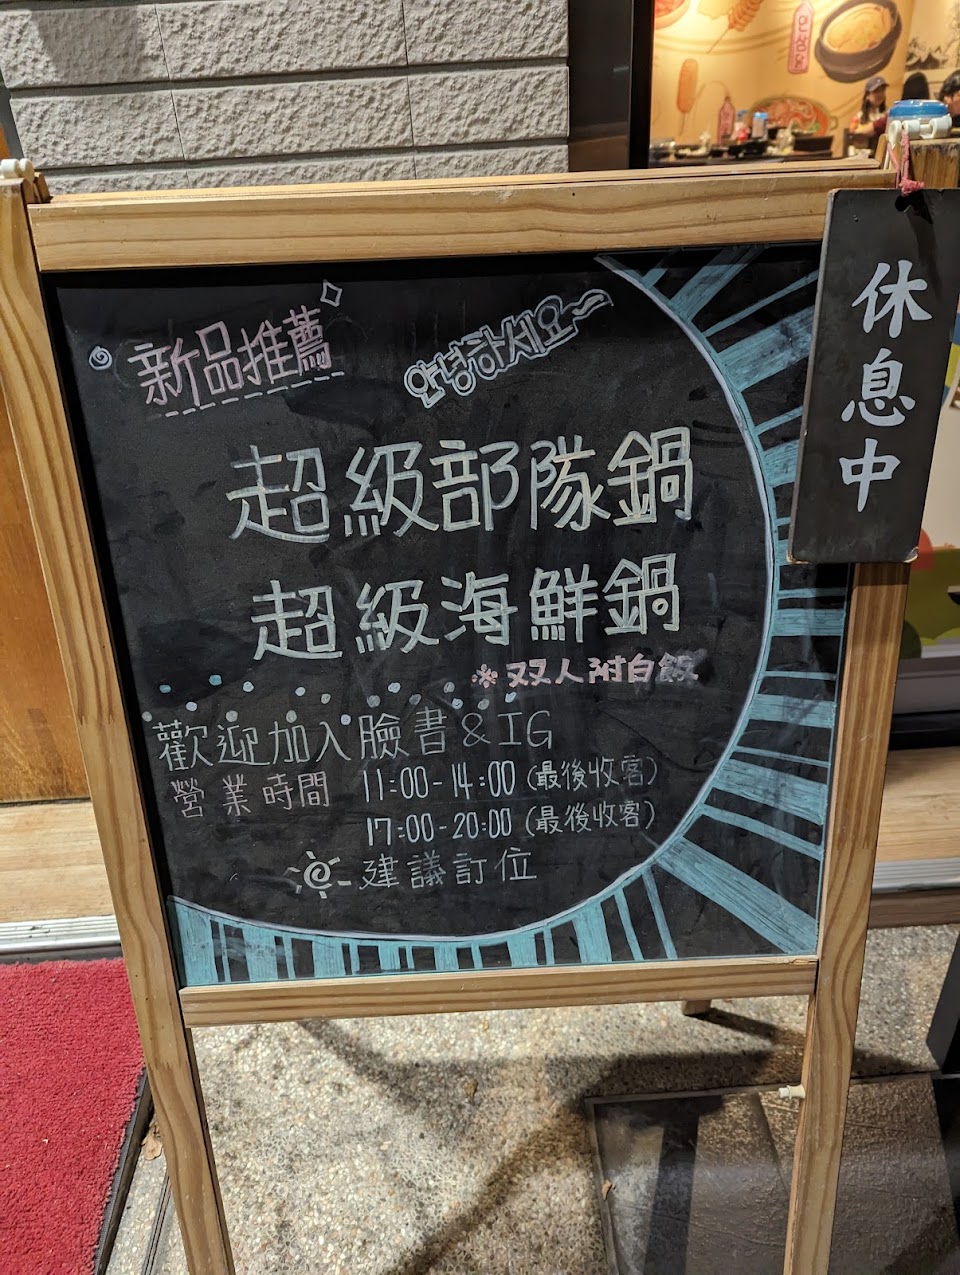 新品推薦
안녕하세요~
超級部隊鍋
超級海鮮鍋
※双人附白飯
歡迎加入臉書&IG
營業時間 11:00-14:00 (最後收客)
17:00-20:00 (最後收客)
建議訂位
休息中